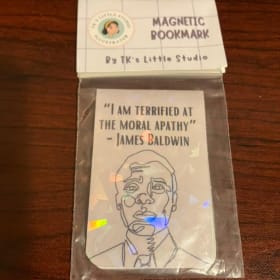 MAGNETIC
BOOKMARK
By TK's Little Studio
"I AM TERRIFIED AT
THE MORAL APATHY"
- JAMES BALDWIN